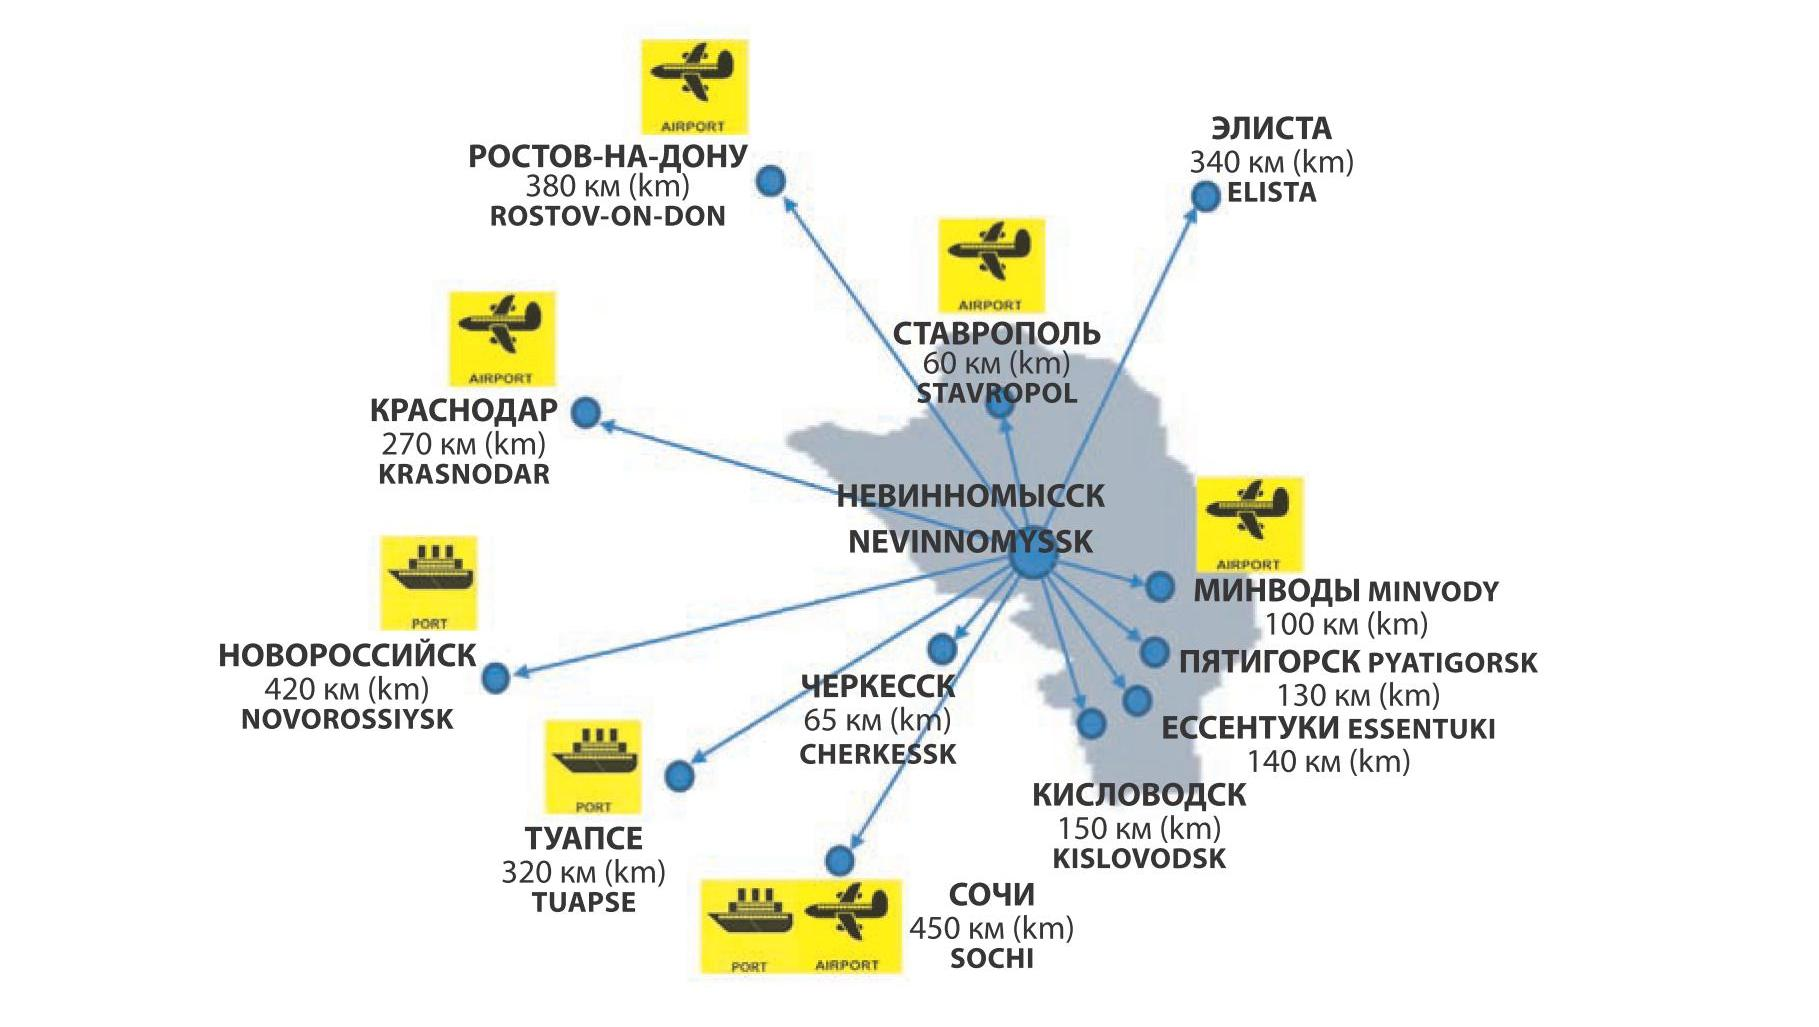 AIRPORT
РОСТОВ-НА-ДОНУ
380 км (km)
ROSTOV-ON-DON
ЭЛИСТА
340 км (km)
ELISTA
AIRPORT
СТАВРОПОЛЬ
60 км (km)
STAVROPOL
AIRPORT
КРАСНОДАР
270 км (km)
KRASNODAR
НЕВИННОМЫССК
NEVINNOMYSSK
AIRPORT
МИНВОДЫ MINVODY
100 км (km)
ПЯТИГОРСК PYATIGORSK
130 км (km)
ЕССЕНТУКИ ESSENTUKI
140 км (km)
PORT
НОВОРОССИЙСК
420 км (km)
NOVOROSSIYSK
ЧЕРКЕССК
65 км (km)
CHERKESSK
КИСЛОВОДСК
150 км (km)
KISLOVODSK
PORT
ТУАПСЕ
320 км (km)
TUAPSE
PORT AIRPORT
СОЧИ
450 км (km)
SOCHI